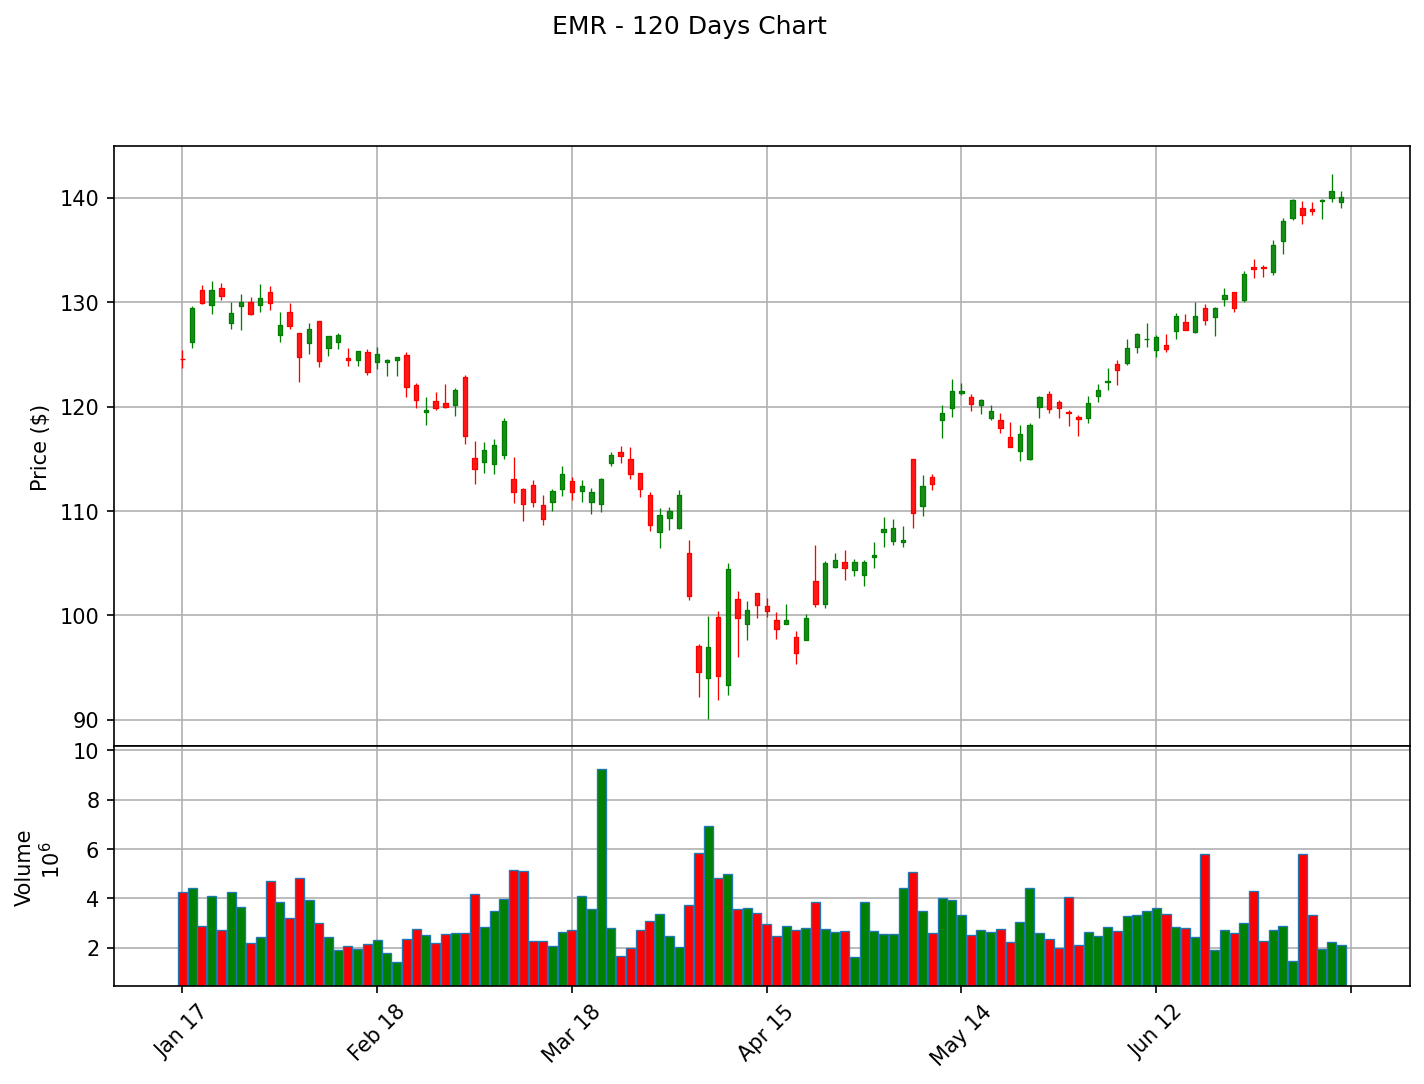 EMR - 120 Days Chart
140
130
120
110
100
90
Price ($)
10
8
6
4
2
Volume
10^6
Jan 17
Feb 18
Mar 18
Apr 15
May 14
Jun 12